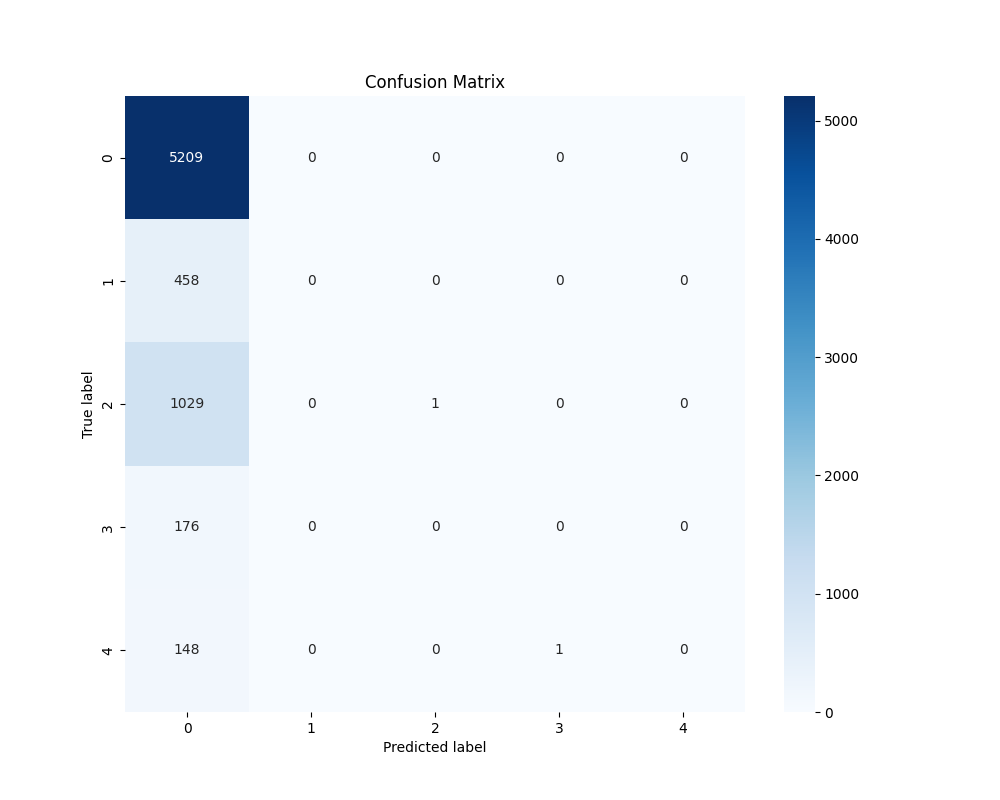 Confusion Matrix
0 5209 0 0 0 0
1 458 0 0 0 0
2 1029 0 1 0 0
3 176 0 0 0 0
4 148 0 0 1 0
0 1 2 3 4
True label
Predicted label
5000
4000
3000
2000
1000
0